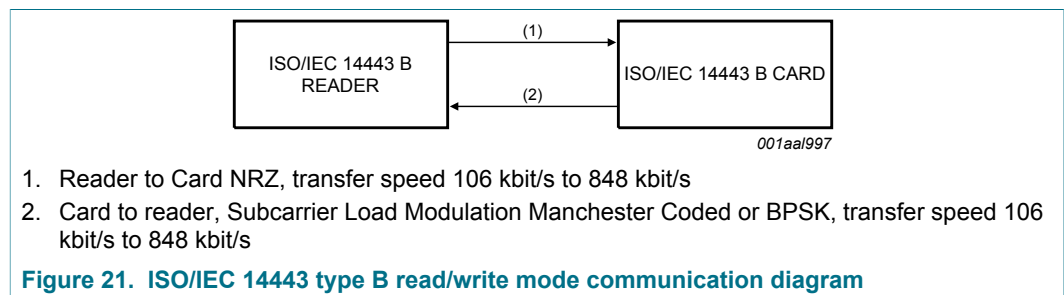 (1)
ISO/IEC 14443 B
READER
ISO/IEC 14443 B CARD
(2)
001aal997
1. Reader to Card NRZ, transfer speed 106 kbit/s to 848 kbit/s
2. Card to reader, Subcarrier Load Modulation Manchester Coded or BPSK, transfer speed 106
kbit/s to 848 kbit/s
Figure 21. ISO/IEC 14443 type B read/write mode communication diagram